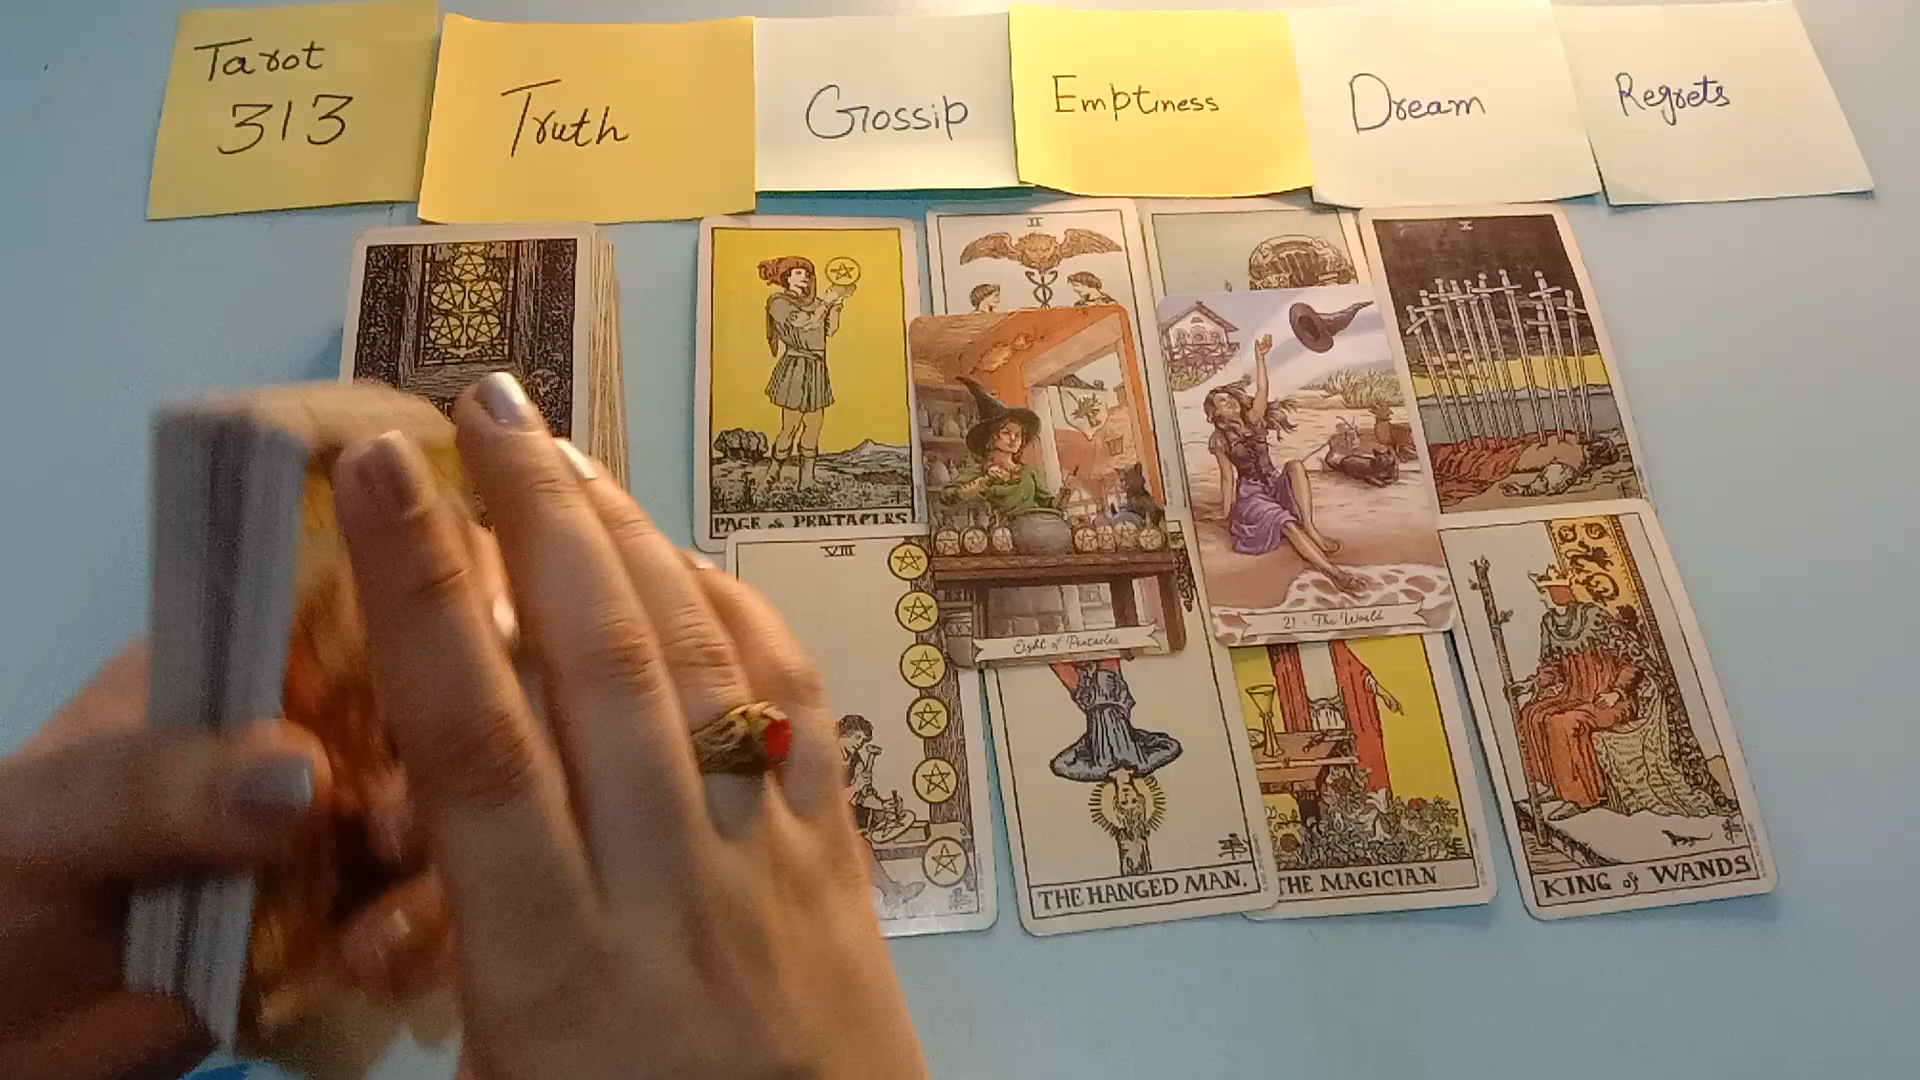 Tarot
313
Truth
Gossip
Emptiness
Dream
Regrets
II
X
PAGE of PENTACLES
VIII
Eight of Pentacles
21 - The World
THE HANGED MAN.
THE MAGICIAN
KING of WANDS